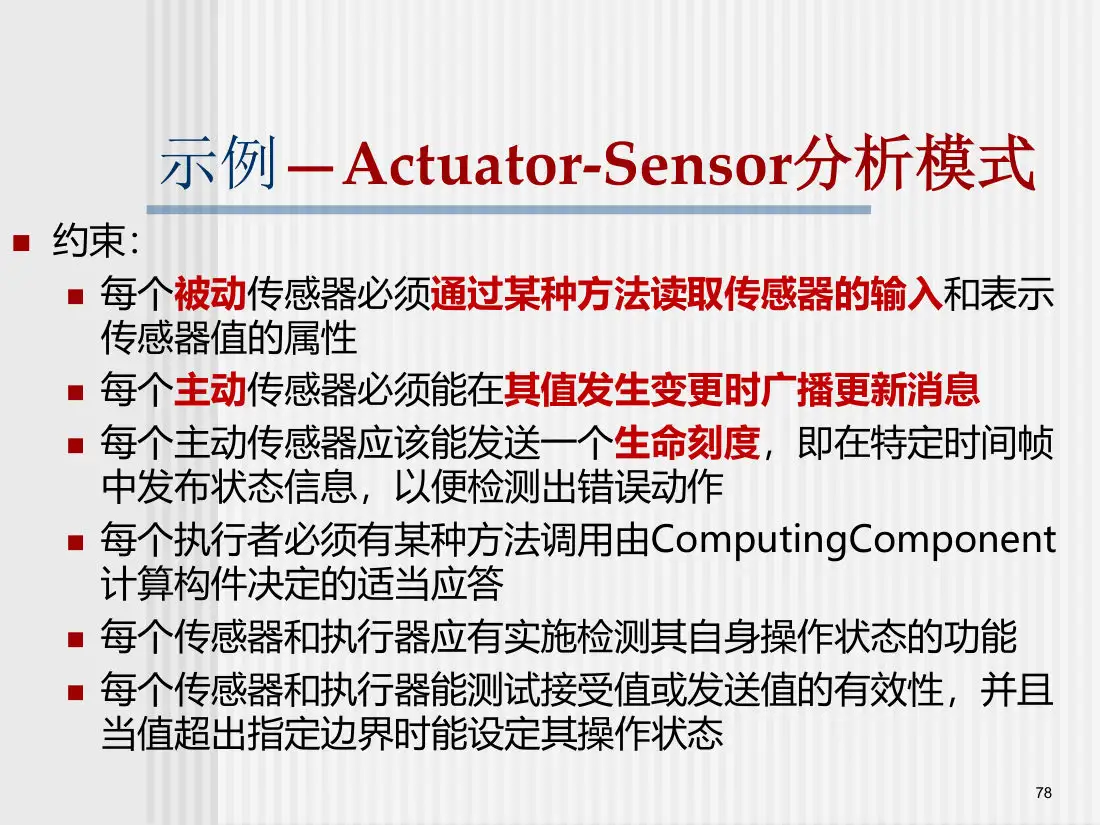 示例—Actuator-Sensor分析模式
约束：
每个被动传感器必须通过某种方法读取传感器的输入和表示
传感器值的属性
每个主动传感器必须能在其值发生变更时广播更新消息
每个主动传感器应该能发送一个生命刻度，即在特定时间帧
中发布状态信息，以便检测出错误动作
每个执行者必须有某种方法调用由ComputingComponent
计算构件决定的适当应答
每个传感器和执行器应有实施检测其自身操作状态的功能
每个传感器和执行器能测试接受值或发送值的有效性，并且
当值超出指定边界时能设定其操作状态
78